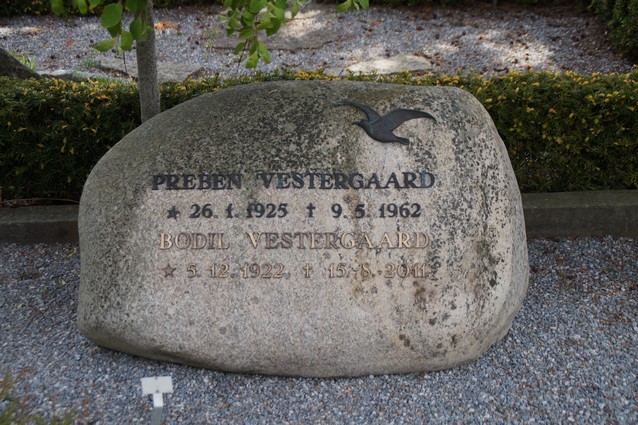 PREBEN VESTERGAARD
★ 26. 1. 1925 † 9. 5. 1962
BODIL VESTERGAARD
★ 5. 12. 1922 † 15. 8. 2011